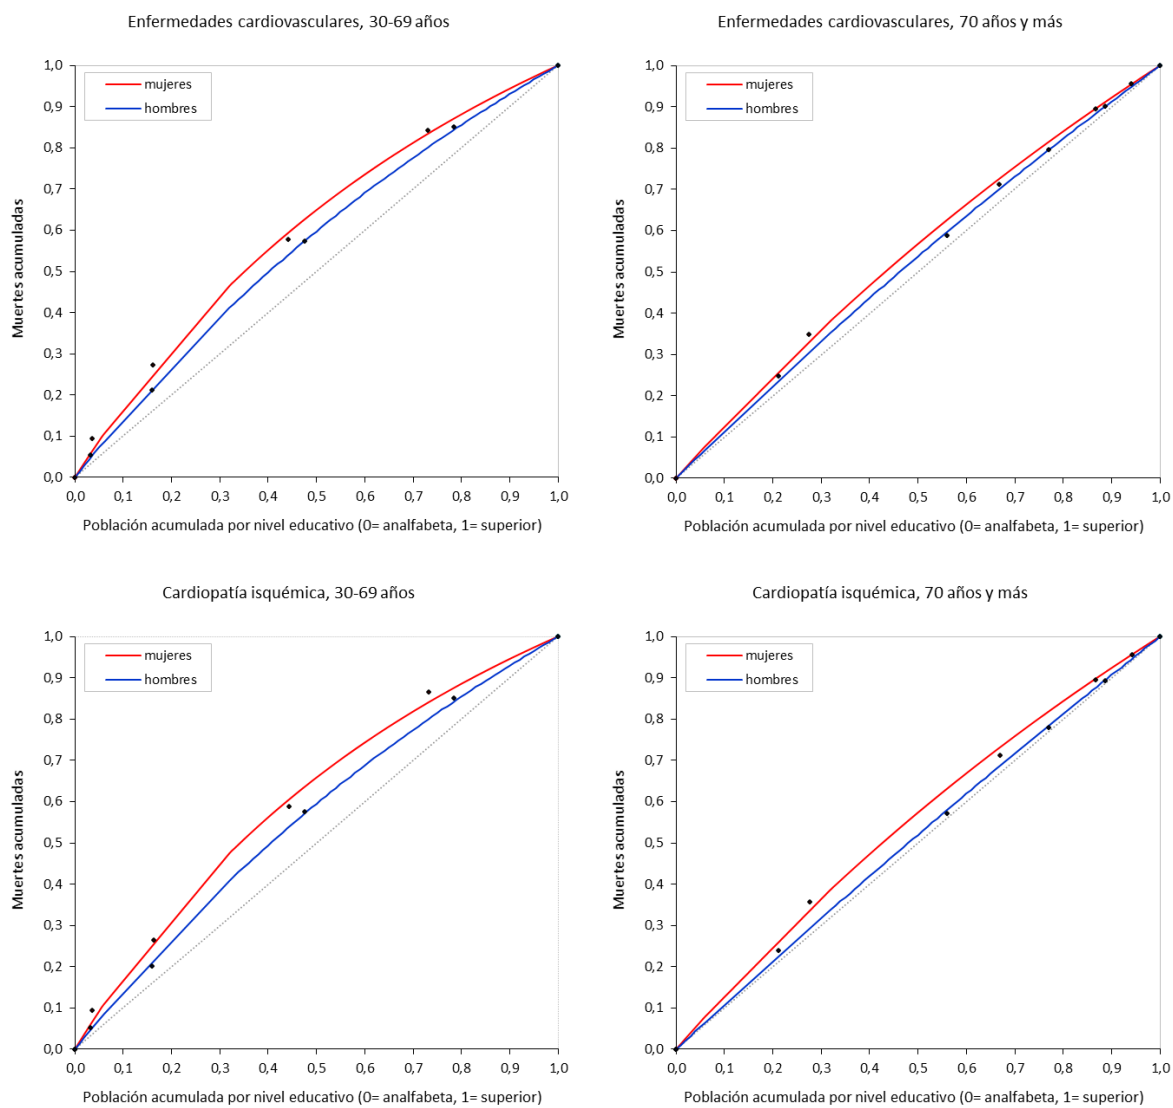 Enfermedades cardiovasculares, 30-69 años
mujeres
hombres
Muertes acumuladas
1,0
0,9
0,8
0,7
0,6
0,5
0,4
0,3
0,2
0,1
0,0
0,0 0,1 0,2 0,3 0,4 0,5 0,6 0,7 0,8 0,9 1,0
Población acumulada por nivel educativo (0= analfabeta, 1= superior)
Enfermedades cardiovasculares, 70 años y más
mujeres
hombres
Muertes acumuladas
1,0
0,9
0,8
0,7
0,6
0,5
0,4
0,3
0,2
0,1
0,0
0,0 0,1 0,2 0,3 0,4 0,5 0,6 0,7 0,8 0,9 1,0
Población acumulada por nivel educativo (0= analfabeta, 1= superior)
Cardiopatía isquémica, 30-69 años
mujeres
hombres
Muertes acumuladas
1,0
0,9
0,8
0,7
0,6
0,5
0,4
0,3
0,2
0,1
0,0
0,0 0,1 0,2 0,3 0,4 0,5 0,6 0,7 0,8 0,9 1,0
Población acumulada por nivel educativo (0= analfabeta, 1= superior)
Cardiopatía isquémica, 70 años y más
mujeres
hombres
Muertes acumuladas
1,0
0,9
0,8
0,7
0,6
0,5
0,4
0,3
0,2
0,1
0,0
0,0 0,1 0,2 0,3 0,4 0,5 0,6 0,7 0,8 0,9 1,0
Población acumulada por nivel educativo (0= analfabeta, 1= superior)